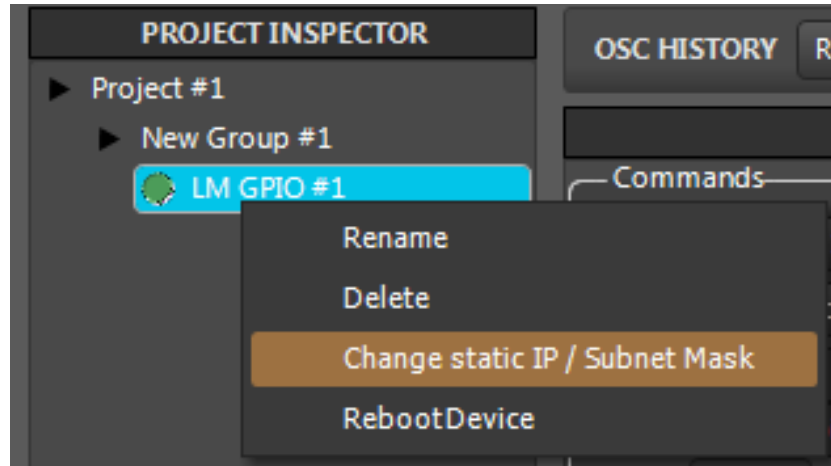 PROJECT INSPECTOR
Project #1
New Group #1
LM GPIO #1
Rename
Delete
Change static IP / Subnet Mask
RebootDevice
OSC HISTORY
Commands